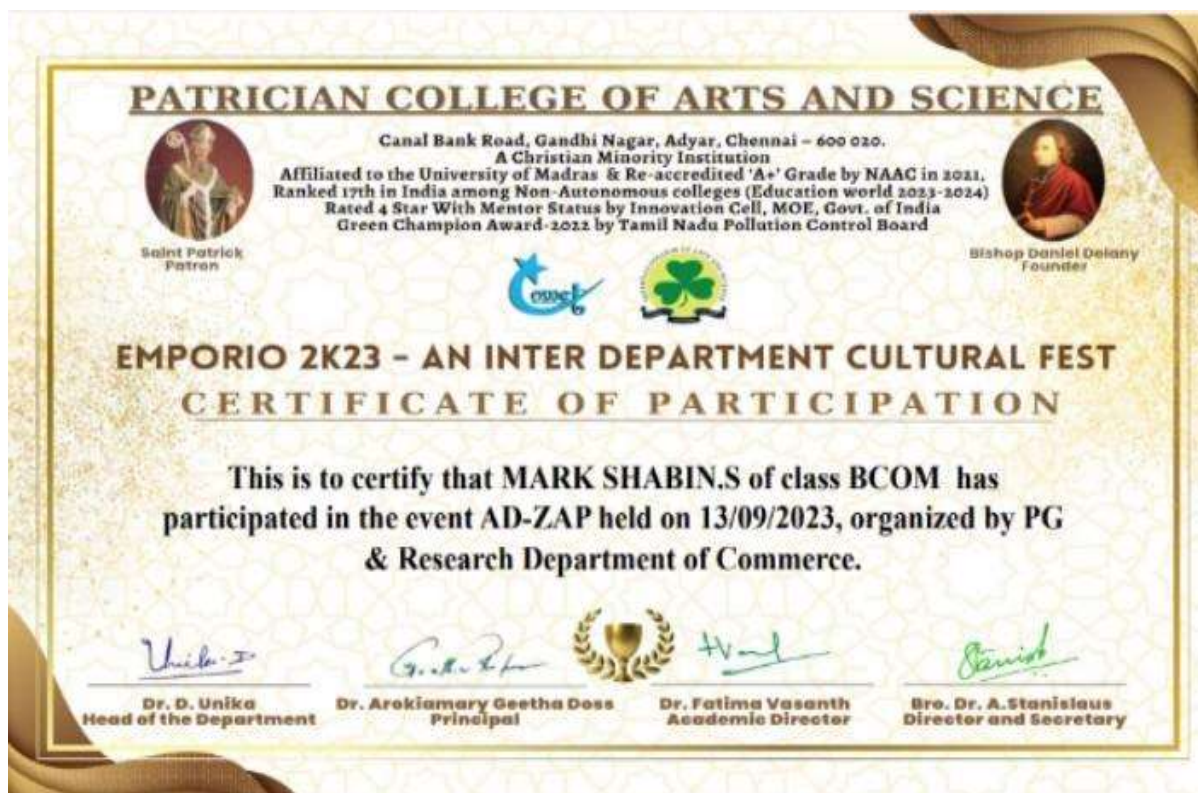 PATRICIAN COLLEGE OF ARTS AND SCIENCE
Canal Bank Road, Gandhi Nagar, Adyar, Chennai – 600 020.
A Christian Minority Institution
Affiliated to the University of Madras & Re-accredited 'A+' Grade by NAAC in 2021,
Ranked 17th in India among Non-Autonomous colleges (Education world 2023-2024)
Rated 4 Star With Mentor Status by Innovation Cell, MOE, Govt. of India
Green Champion Award-2022 by Tamil Nadu Pollution Control Board
Saint Patrick
Patron
Bishop Daniel Delany
Founder
EMPORIO 2K23 – AN INTER DEPARTMENT CULTURAL FEST
CERTIFICATE OF PARTICIPATION
This is to certify that MARK SHABIN.S of class BCOM has
participated in the event AD-ZAP held on 13/09/2023, organized by PG
& Research Department of Commerce.
Unika.D
Dr. D. Unika
Head of the Department
Dr. Arokiamary Geetha Doss
Principal
Dr. Fatima Vasanth
Academic Director
Bro. Dr. A.Stanislaus
Director and Secretary